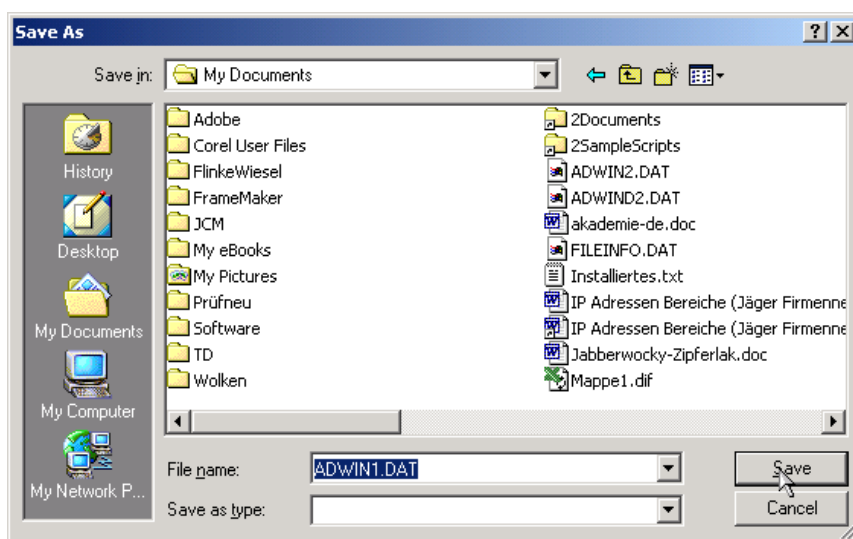 Save As
Save in:
My Documents
History
Desktop
My Documents
My Computer
My Network P...
Adobe
Corel User Files
FlinkeWiesel
FrameMaker
JCM
My eBooks
My Pictures
Prüfneu
Software
TD
Wolken
2Documents
2SampleScripts
ADWIN2.DAT
ADWIND2.DAT
akademie-de.doc
FILEINFO.DAT
Installiertes.txt
IP Adressen Bereiche (Jäger Firmenne
IP Adressen Bereiche (Jäger Firmenne
Jabberwocky-Zipferlak.doc
Mappe1.dif
File name:
ADWIN1.DAT
Save
Save as type:
Cancel